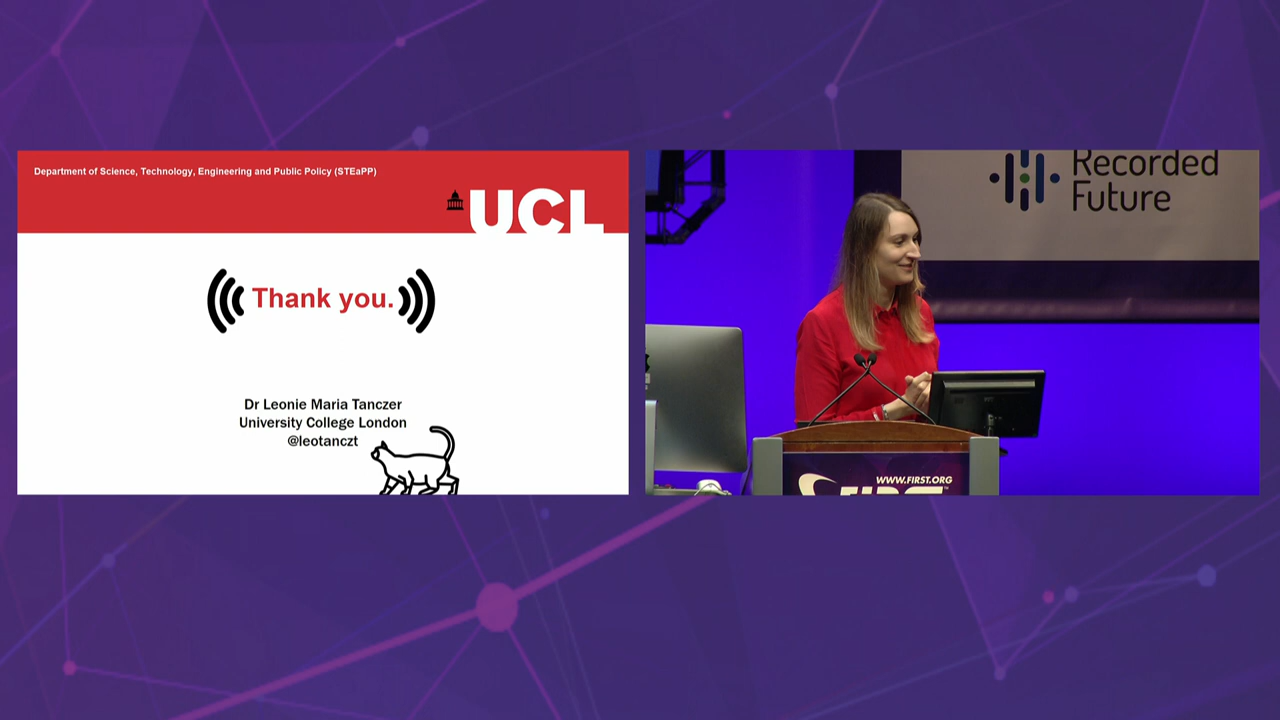 Department of Science, Technology, Engineering and Public Policy (STEaPP)
UCL
Thank you.
Dr Leonie Maria Tanczer
University College London
@leotanczt
Recorded
Future
WWW.FIRST.ORG
FIRST